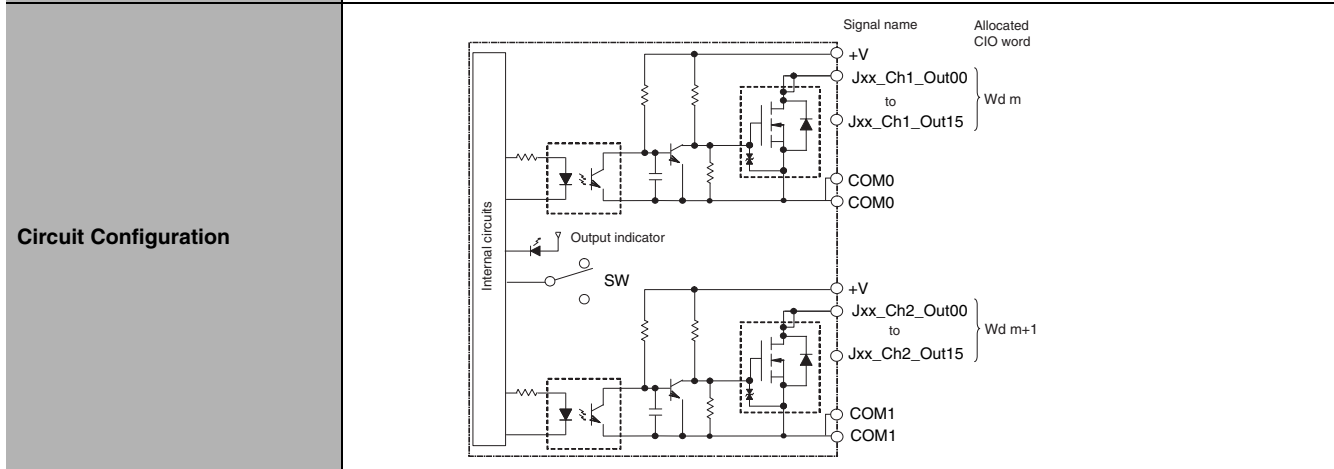 Circuit Configuration
Signal name
Allocated
CIO word
+V
Jxx_Ch1_Out00
to
Jxx_Ch1_Out15
Wd m
COM0
COM0
Internal circuits
Output indicator
SW
+V
Jxx_Ch2_Out00
to
Jxx_Ch2_Out15
Wd m+1
COM1
COM1